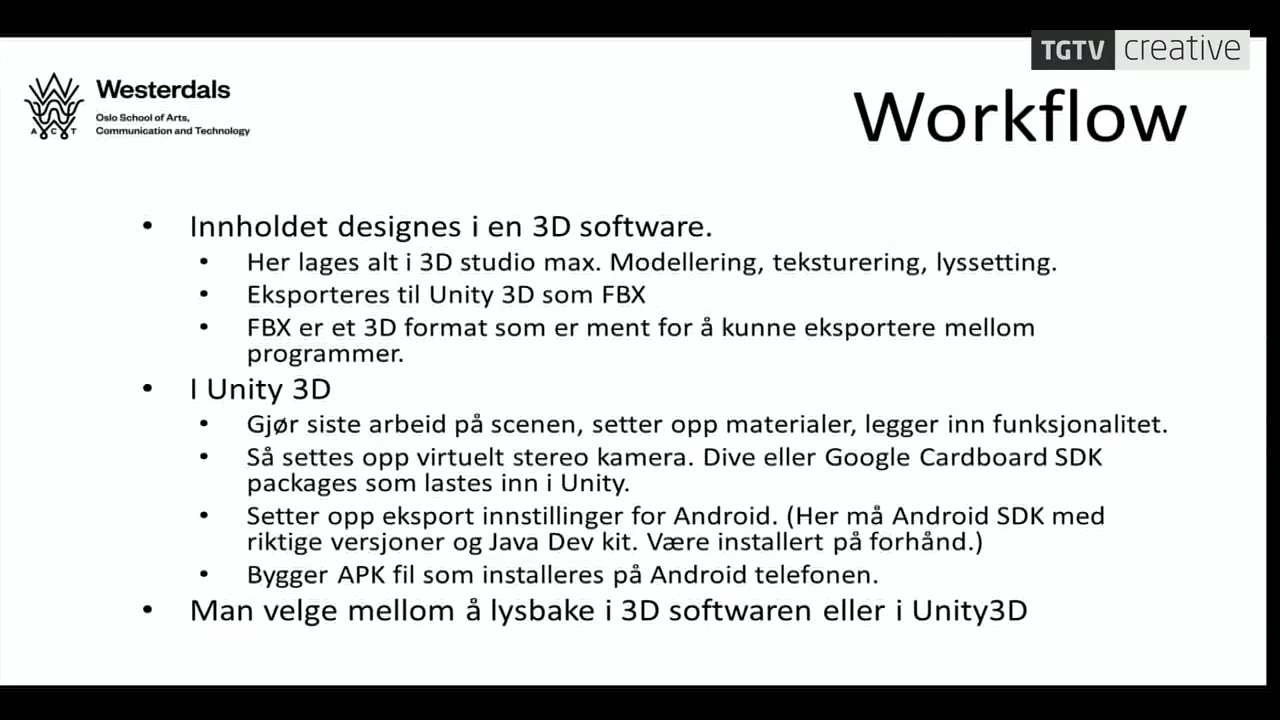 TGTV creative
Westerdals
Oslo School of Arts,
Communication and Technology
A C T
Workflow
• Innholdet designes i en 3D software.
• Her lages alt i 3D studio max. Modellering, teksturering, lyssetting.
• Eksporteres til Unity 3D som FBX
• FBX er et 3D format som er ment for å kunne eksportere mellom
programmer.
• I Unity 3D
• Gjør siste arbeid på scenen, setter opp materialer, legger inn funksjonalitet.
• Så settes opp virtuelt stereo kamera. Dive eller Google Cardboard SDK
packages som lastes inn i Unity.
• Setter opp eksport innstillinger for Android. (Her må Android SDK med
riktige versjoner og Java Dev kit. Være installert på forhånd.)
• Bygger APK fil som installeres på Android telefonen.
• Man velge mellom å lysbake i 3D softwaren eller i Unity3D